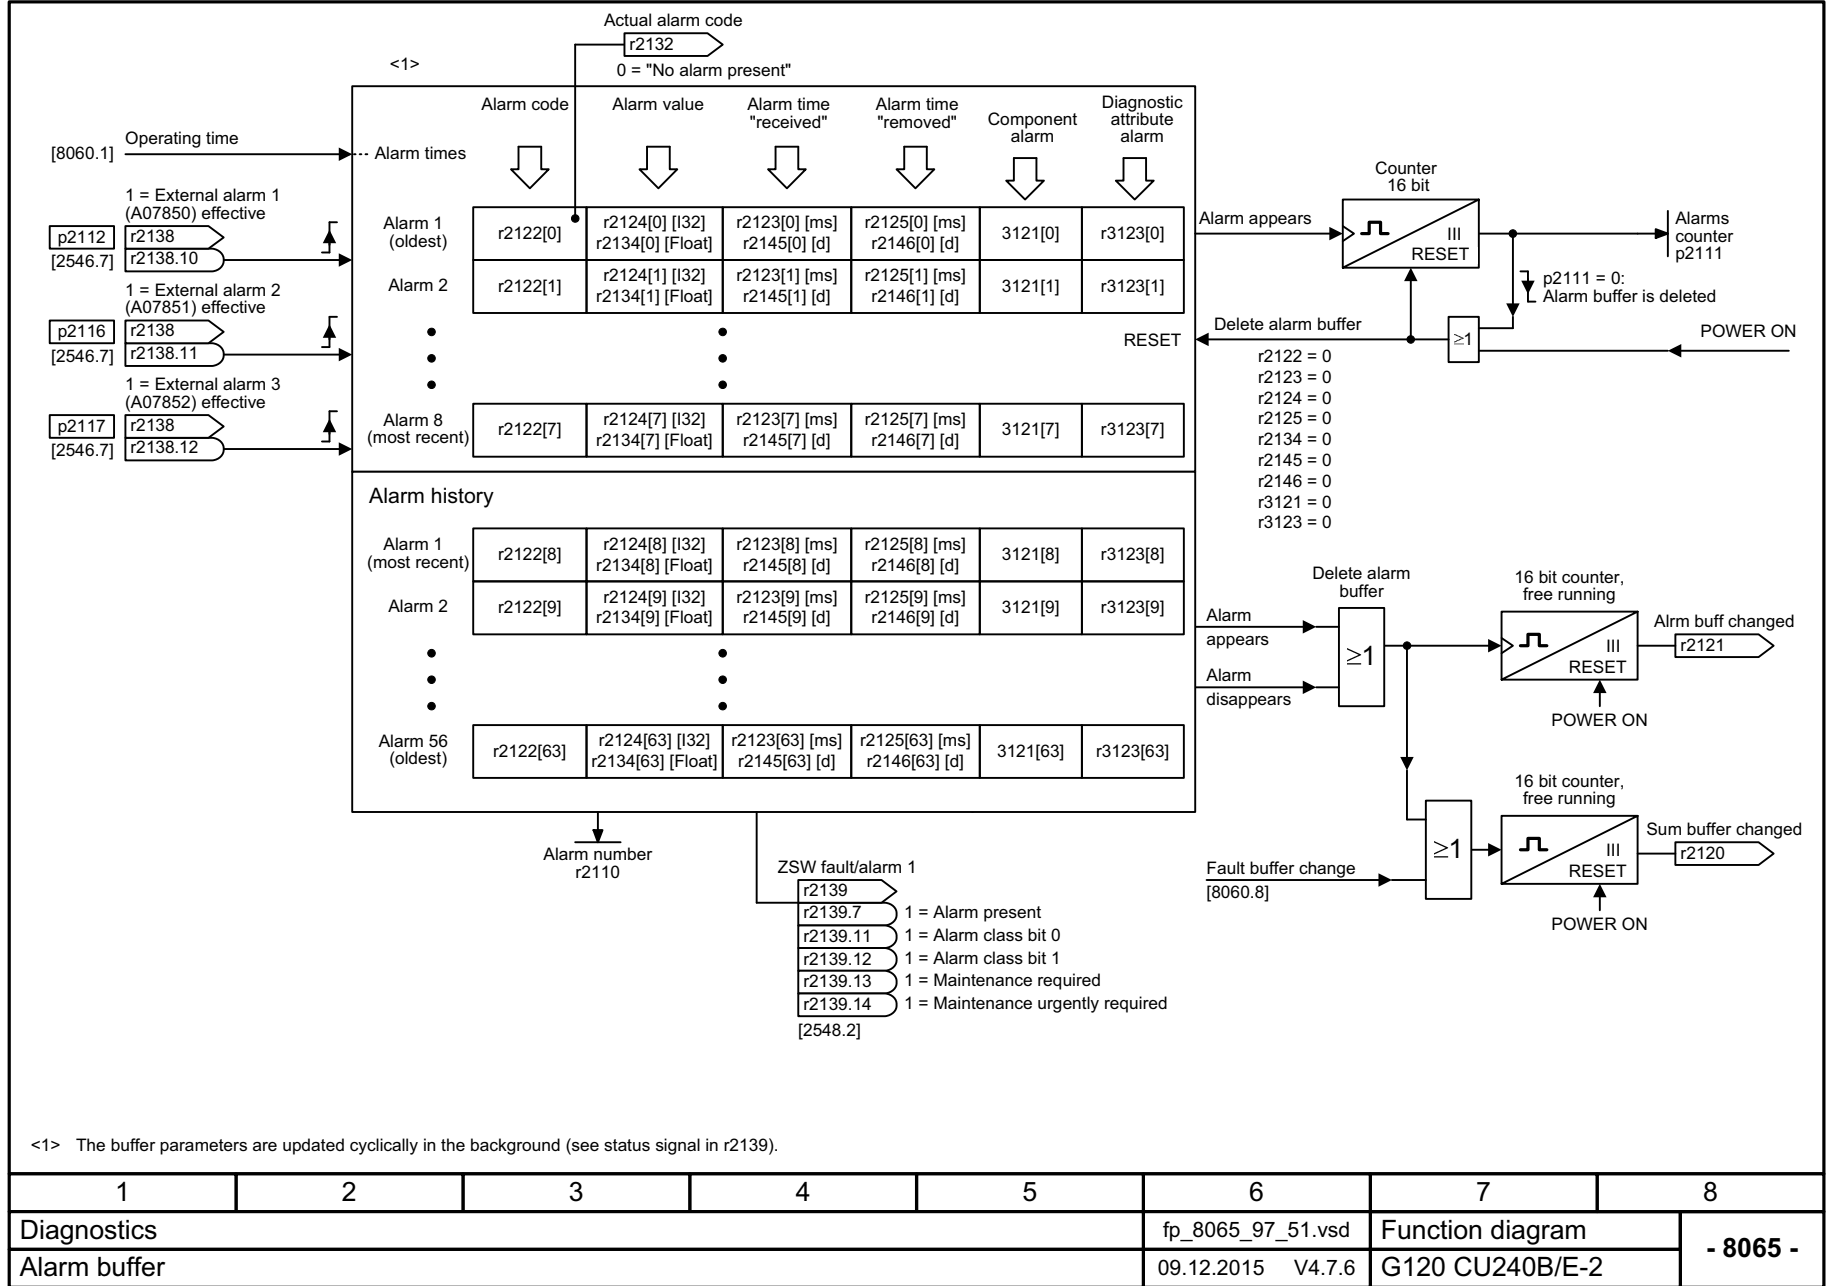 Actual alarm code
r2132
0 = "No alarm present"
<1>
Alarm code
Alarm value
Alarm time
"received"
Alarm time
"removed"
Component
alarm
Diagnostic
attribute
alarm
[8060.1]
Operating time
Alarm times
1 = External alarm 1
(A07850) effective
p2112
r2138
[2546.7]
r2138.10
1 = External alarm 2
(A07851) effective
p2116
r2138
[2546.7]
r2138.11
1 = External alarm 3
(A07852) effective
p2117
r2138
[2546.7]
r2138.12
Alarm 1
(oldest)
r2122[0]
r2124[0] [I32]
r2134[0] [Float]
r2123[0] [ms]
r2145[0] [d]
r2125[0] [ms]
r2146[0] [d]
3121[0]
r3123[0]
Alarm 2
r2122[1]
r2124[1] [I32]
r2134[1] [Float]
r2123[1] [ms]
r2145[1] [d]
r2125[1] [ms]
r2146[1] [d]
3121[1]
r3123[1]
RESET
Alarm 8
(most recent)
r2122[7]
r2124[7] [I32]
r2134[7] [Float]
r2123[7] [ms]
r2145[7] [d]
r2125[7] [ms]
r2146[7] [d]
3121[7]
r3123[7]
Alarm history
Alarm 1
(most recent)
r2122[8]
r2124[8] [I32]
r2134[8] [Float]
r2123[8] [ms]
r2145[8] [d]
r2125[8] [ms]
r2146[8] [d]
3121[8]
r3123[8]
Alarm 2
r2122[9]
r2124[9] [I32]
r2134[9] [Float]
r2123[9] [ms]
r2145[9] [d]
r2125[9] [ms]
r2146[9] [d]
3121[9]
r3123[9]
Alarm 56
(oldest)
r2122[63]
r2124[63] [I32]
r2134[63] [Float]
r2123[63] [ms]
r2145[63] [d]
r2125[63] [ms]
r2146[63] [d]
3121[63]
r3123[63]
Counter
16 bit
Alarm appears
III
RESET
Alarms
counter
p2111
p2111 = 0:
Alarm buffer is deleted
Delete alarm buffer
≥1
POWER ON
r2122 = 0
r2123 = 0
r2124 = 0
r2125 = 0
r2134 = 0
r2145 = 0
r2146 = 0
r3121 = 0
r3123 = 0
Delete alarm
buffer
Alarm
appears
Alarm
disappears
≥1
16 bit counter,
free running
III
RESET
POWER ON
Alrm buff changed
r2121
16 bit counter,
free running
≥1
III
RESET
POWER ON
Sum buffer changed
r2120
Fault buffer change
[8060.8]
Alarm number
r2110
ZSW fault/alarm 1
r2139
r2139.7 1 = Alarm present
r2139.11 1 = Alarm class bit 0
r2139.12 1 = Alarm class bit 1
r2139.13 1 = Maintenance required
r2139.14 1 = Maintenance urgently required
[2548.2]
<1> The buffer parameters are updated cyclically in the background (see status signal in r2139).
1 2 3 4 5 6 7 8
Diagnostics
fp_8065_97_51.vsd
Function diagram
- 8065 -
Alarm buffer
09.12.2015 V4.7.6
G120 CU240B/E-2